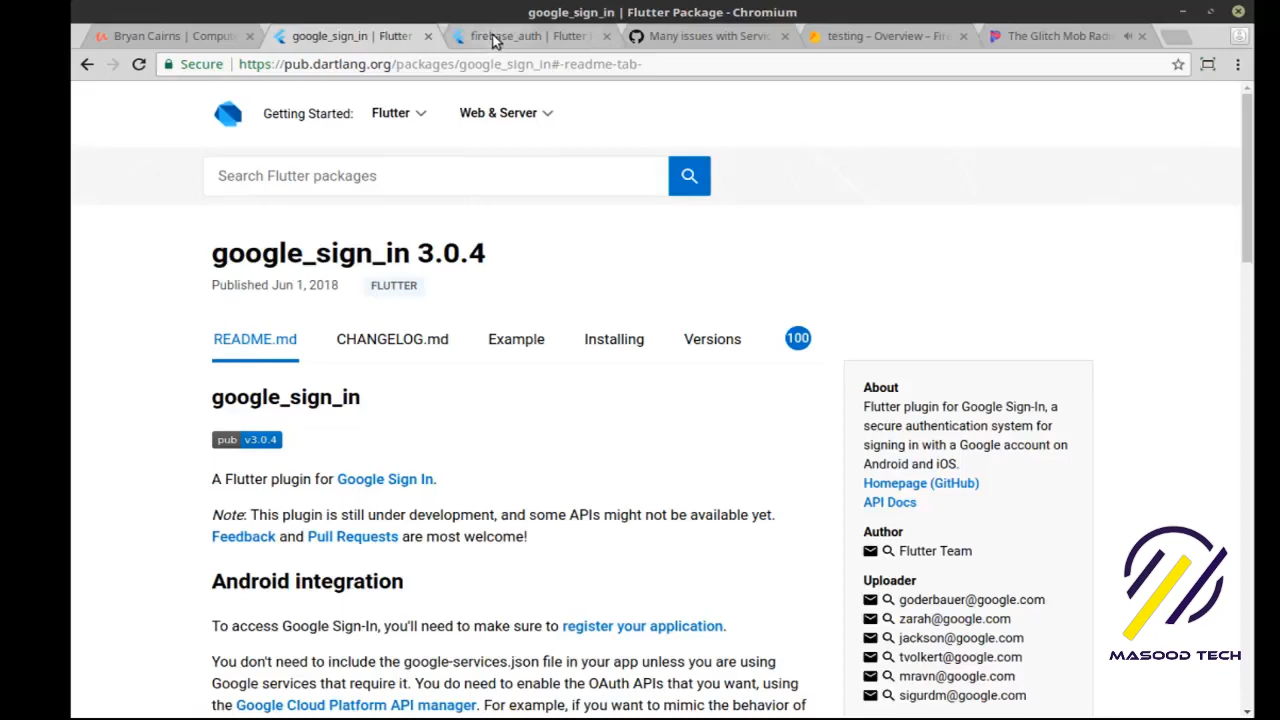 google_sign_in | Flutter Package - Chromium
Bryan Cairns | Comput
google_sign_in | Flutter
firebase_auth | Flutter
Many issues with Servic
testing – Overview – Fire
The Glitch Mob Radi
Secure
https://pub.dartlang.org/packages/google_sign_in#-readme-tab-
Getting Started:
Flutter
Web & Server
Search Flutter packages
google_sign_in 3.0.4
Published Jun 1, 2018
FLUTTER
README.md
CHANGELOG.md
Example
Installing
Versions
100
google_sign_in
pub v3.0.4
A Flutter plugin for Google Sign In.
Note: This plugin is still under development, and some APIs might not be available yet.
Feedback and Pull Requests are most welcome!
Android integration
To access Google Sign-In, you'll need to make sure to register your application.
You don't need to include the google-services.json file in your app unless you are using
Google services that require it. You do need to enable the OAuth APIs that you want, using
the Google Cloud Platform API manager. For example, if you want to mimic the behavior of
About
Flutter plugin for Google Sign-In, a
secure authentication system for
signing in with a Google account on
Android and iOS.
Homepage (GitHub)
API Docs
Author
Flutter Team
Uploader
goderbauer@google.com
zarah@google.com
jackson@google.com
tvolkert@google.com
mravn@google.com
sigurdm@google.com
MASOOD TECH